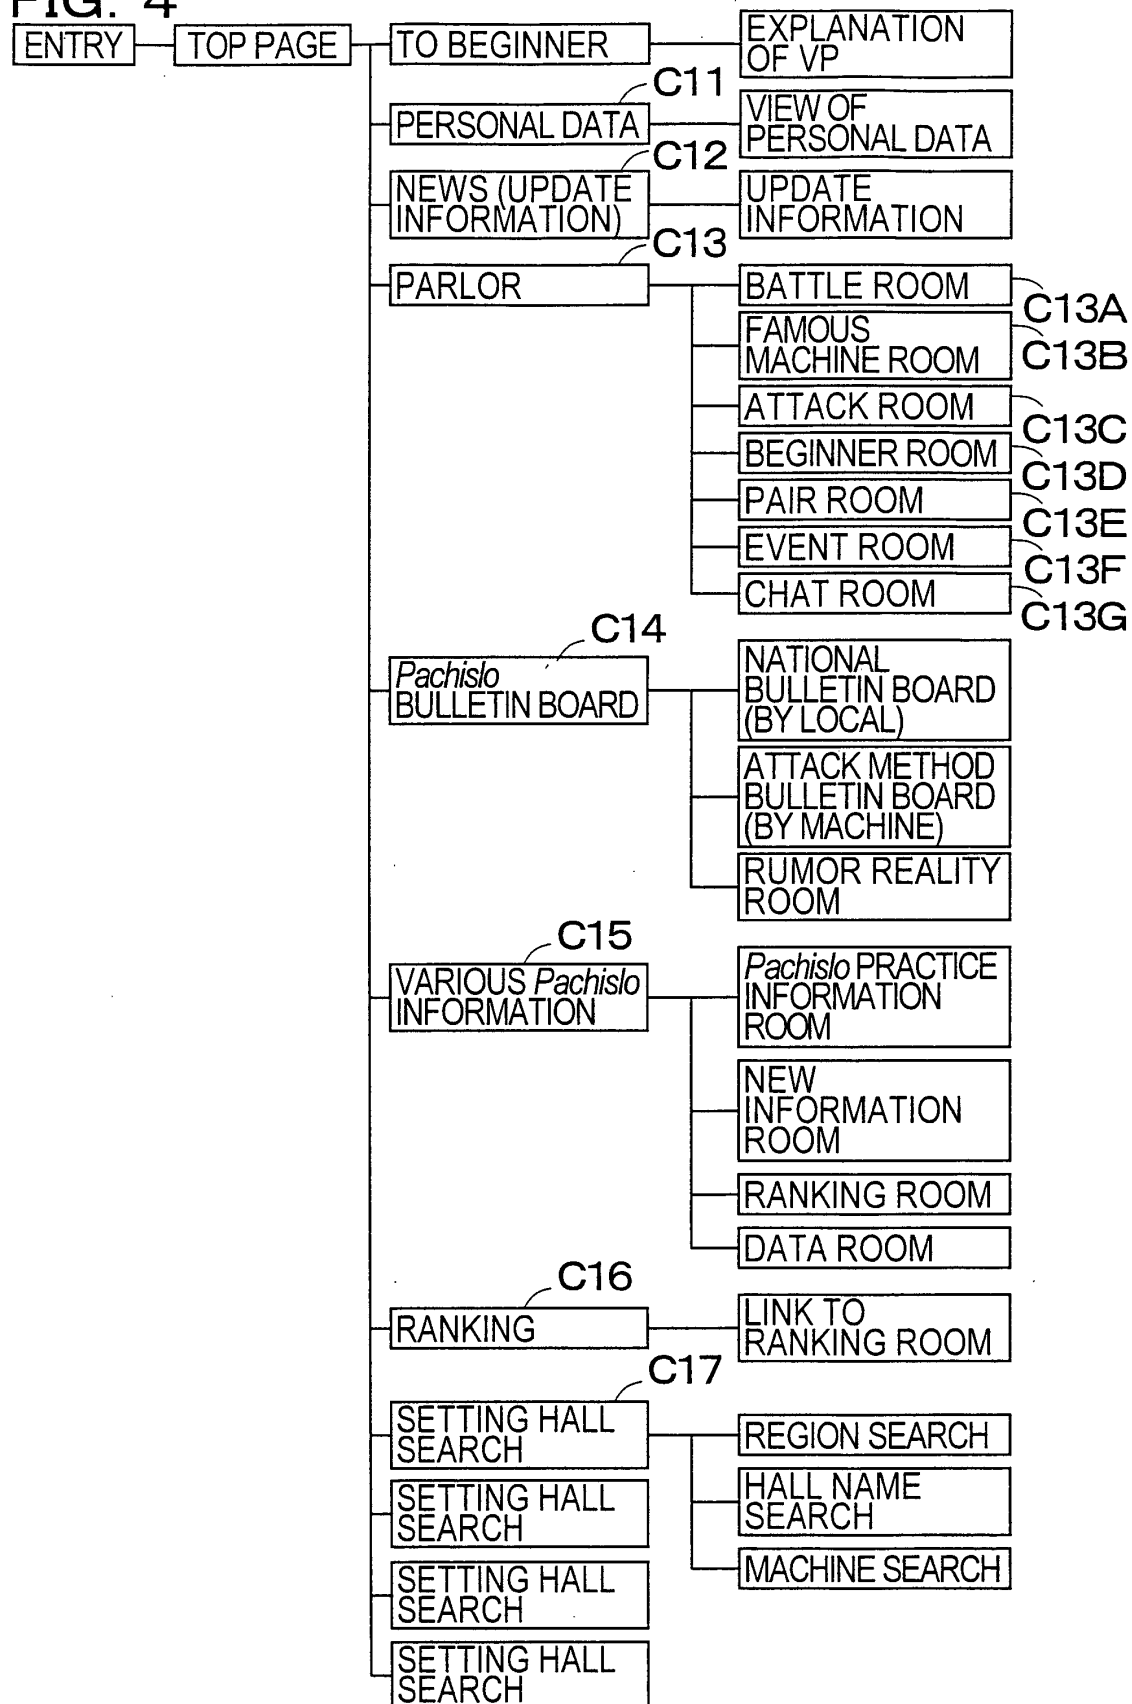 FIG. 4
ENTRY
TOP PAGE
TO BEGINNER
EXPLANATION
OF VP
C11
PERSONAL DATA
VIEW OF
PERSONAL DATA
C12
NEWS (UPDATE
INFORMATION)
UPDATE
INFORMATION
C13
PARLOR
BATTLE ROOM
C13A
FAMOUS
MACHINE ROOM
C13B
ATTACK ROOM
C13C
BEGINNER ROOM
C13D
PAIR ROOM
C13E
EVENT ROOM
C13F
CHAT ROOM
C13G
C14
Pachislo
BULLETIN BOARD
NATIONAL
BULLETIN BOARD
(BY LOCAL)
ATTACK METHOD
BULLETIN BOARD
(BY MACHINE)
RUMOR REALITY
ROOM
C15
VARIOUS Pachislo
INFORMATION
Pachislo PRACTICE
INFORMATION
ROOM
NEW
INFORMATION
ROOM
RANKING ROOM
DATA ROOM
C16
RANKING
LINK TO
RANKING ROOM
C17
SETTING HALL
SEARCH
REGION SEARCH
HALL NAME
SEARCH
MACHINE SEARCH
SETTING HALL
SEARCH
SETTING HALL
SEARCH
SETTING HALL
SEARCH